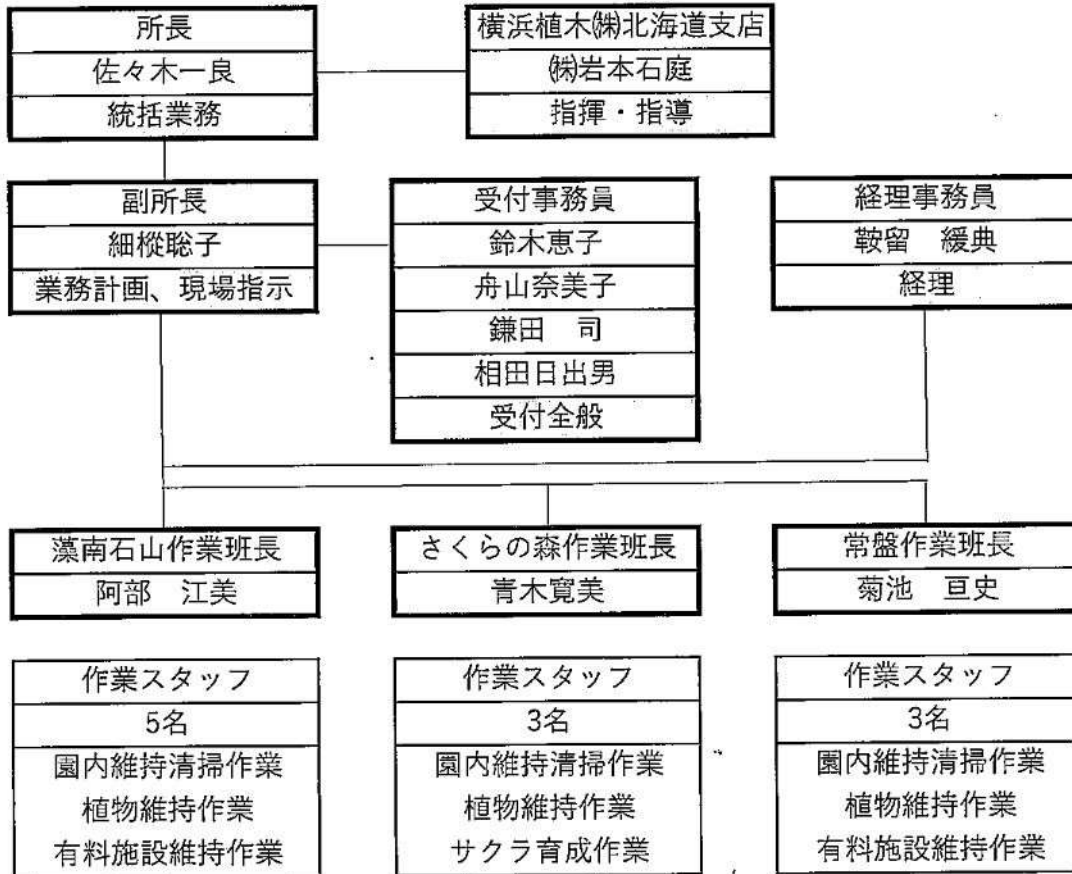 所長
佐々木一良
統括業務
横浜植木㈱北海道支店
㈱岩本石庭
指揮・指導
副所長
細樅聡子
業務計画、現場指示
受付事務員
鈴木恵子
舟山奈美子
鎌田　司
相田日出男
受付全般
経理事務員
鞍留　緩典
経理
藻南石山作業班長
阿部　江美
さくらの森作業班長
青木寛美
常盤作業班長
菊池　亘史
作業スタッフ
5名
園内維持清掃作業
植物維持作業
有料施設維持作業
作業スタッフ
3名
園内維持清掃作業
植物維持作業
サクラ育成作業
作業スタッフ
3名
園内維持清掃作業
植物維持作業
有料施設維持作業